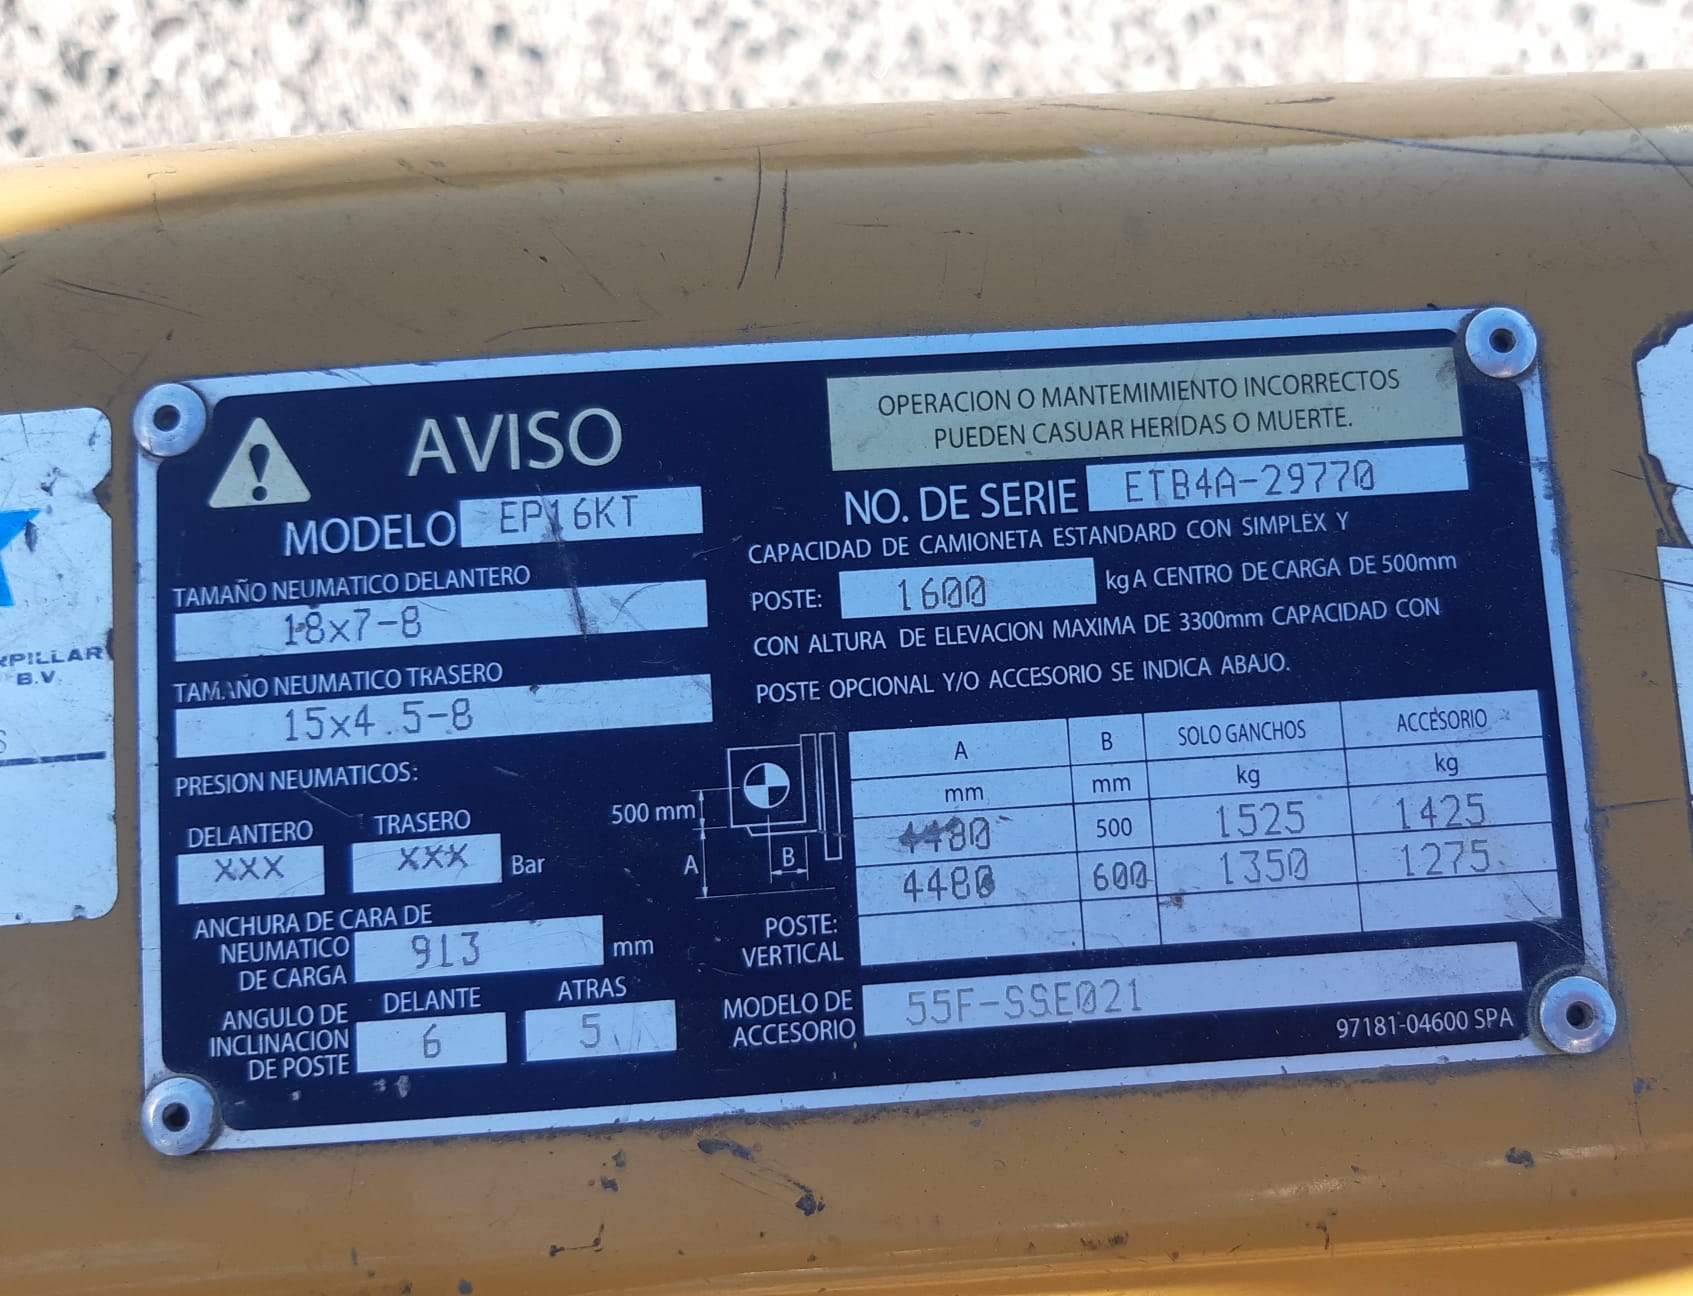 AVISO
OPERACION O MANTEMIMIENTO INCORRECTOS
PUEDEN CASUAR HERIDAS O MUERTE.
MODELO EP16KT
NO. DE SERIE ETB4A-29770
TAMAÑO NEUMATICO DELANTERO
18x7-8
TAMAÑO NEUMATICO TRASERO
15x4.5-8
PRESION NEUMATICOS:
DELANTERO TRASERO
XXX XXX Bar
ANCHURA DE CARA DE
NEUMATICO
DE CARGA
913 mm
DELANTE ATRAS
ANGULO DE
INCLINACION
DE POSTE
6 5
CAPACIDAD DE CAMIONETA ESTANDARD CON SIMPLEX Y
POSTE: 1600 kg A CENTRO DE CARGA DE 500mm
CON ALTURA DE ELEVACION MAXIMA DE 3300mm CAPACIDAD CON
POSTE OPCIONAL Y/O ACCESORIO SE INDICA ABAJO.
500 mm
A
B
POSTE:
VERTICAL
A B SOLO GANCHOS ACCESORIO
mm mm kg kg
4480 500 1525 1425
4480 600 1350 1275
MODELO DE
ACCESORIO
55F-SSE021
97181-04600 SPA
RPILLAR
B.V.
S